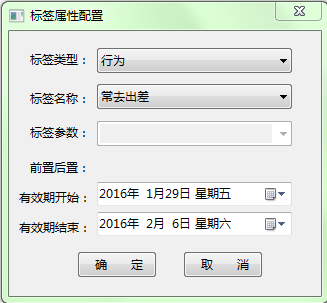 标签属性配置
标签类型： 行为
标签名称： 常去出差
标签参数：
前置后置：
有效期开始： 2016年 1月29日 星期五
有效期结束： 2016年 2月 6日 星期六
确 定 取 消